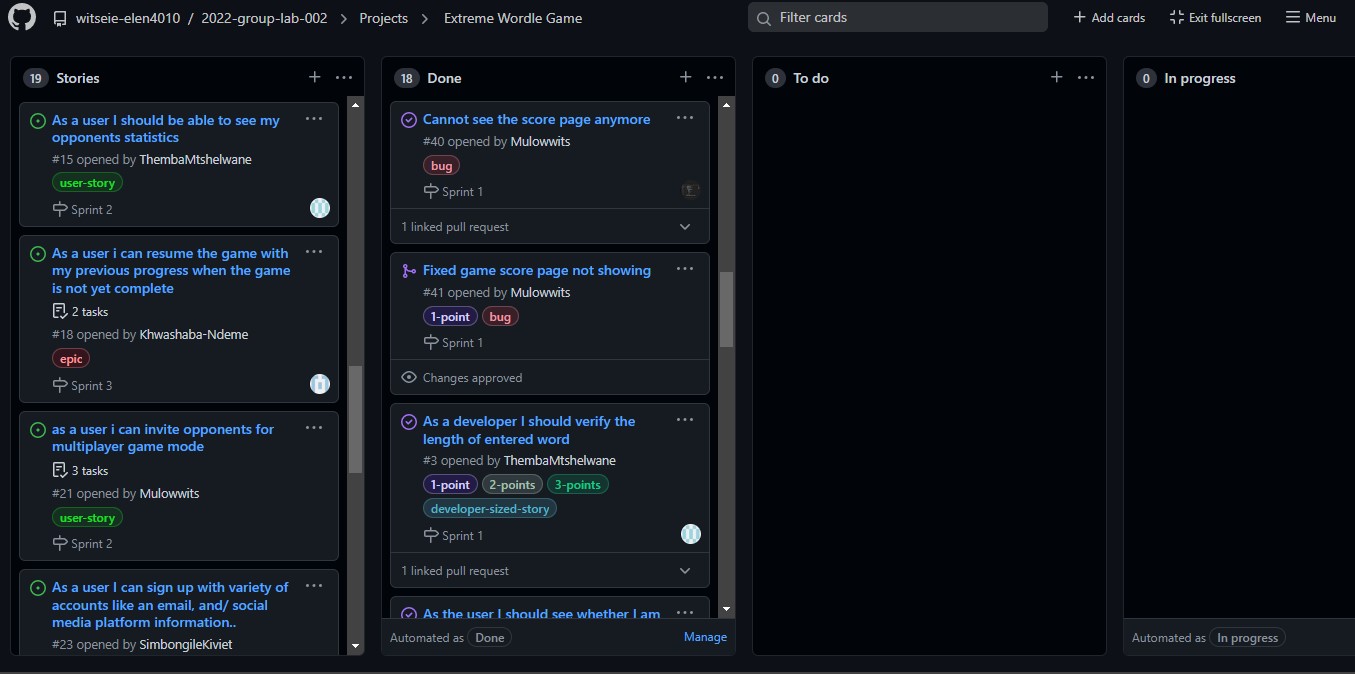 witseie-elen4010 / 2022-group-lab-002 > Projects > Extreme Wordle Game
Filter cards
+ Add cards
Exit fullscreen
Menu
19 Stories
As a user I should be able to see my
opponents statistics
#15 opened by ThembaMtshelwane
user-story
Sprint 2
As a user i can resume the game with
my previous progress when the game
is not yet complete
2 tasks
#18 opened by Khwashaba-Ndeme
epic
Sprint 3
as a user i can invite opponents for
multiplayer game mode
3 tasks
#21 opened by Mulowwits
user-story
Sprint 2
As a user I can sign up with variety of
accounts like an email, and/ social
media platform information..
#23 opened by SimbongileKiviet
18 Done
Cannot see the score page anymore
#40 opened by Mulowwits
bug
Sprint 1
1 linked pull request
Fixed game score page not showing
#41 opened by Mulowwits
1-point bug
Sprint 1
Changes approved
As a developer I should verify the
length of entered word
#3 opened by ThembaMtshelwane
1-point 2-points 3-points
developer-sized-story
Sprint 1
1 linked pull request
As the user I should see whether I am
Automated as Done
Manage
0 To do
0 In progress
Automated as In progress